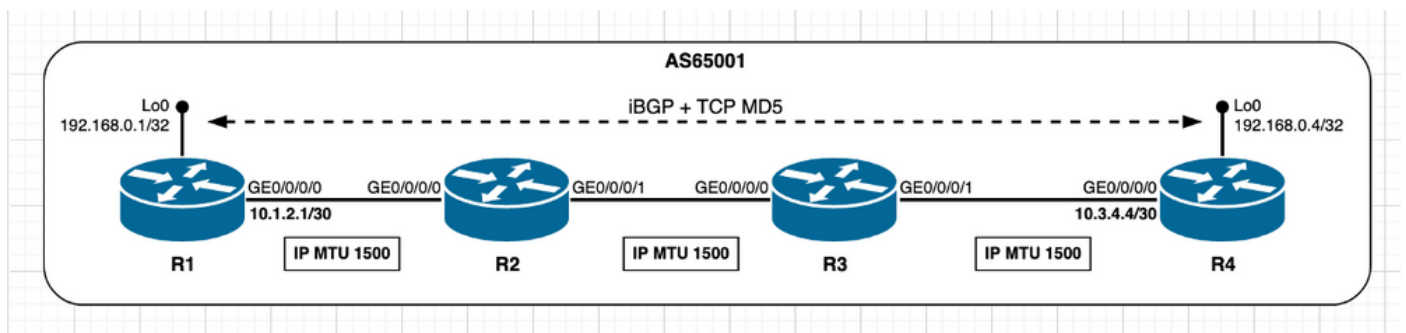 AS65001
iBGP + TCP MD5
Lo0
192.168.0.1/32
Lo0
192.168.0.4/32
GE0/0/0/0
GE0/0/0/0
GE0/0/0/1
GE0/0/0/0
GE0/0/0/1
GE0/0/0/0
10.1.2.1/30
10.3.4.4/30
IP MTU 1500
IP MTU 1500
IP MTU 1500
R1
R2
R3
R4